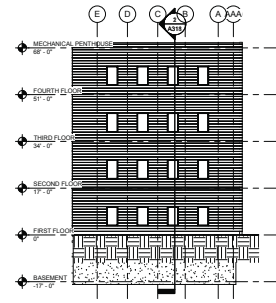 E D C B A AAA
2
A318
MECHANICAL PENTHOUSE
68' - 0"
FOURTH FLOOR
51' - 0"
THIRD FLOOR
34' - 0"
SECOND FLOOR
17' - 0"
FIRST FLOOR
0"
BASEMENT
-17' - 0"